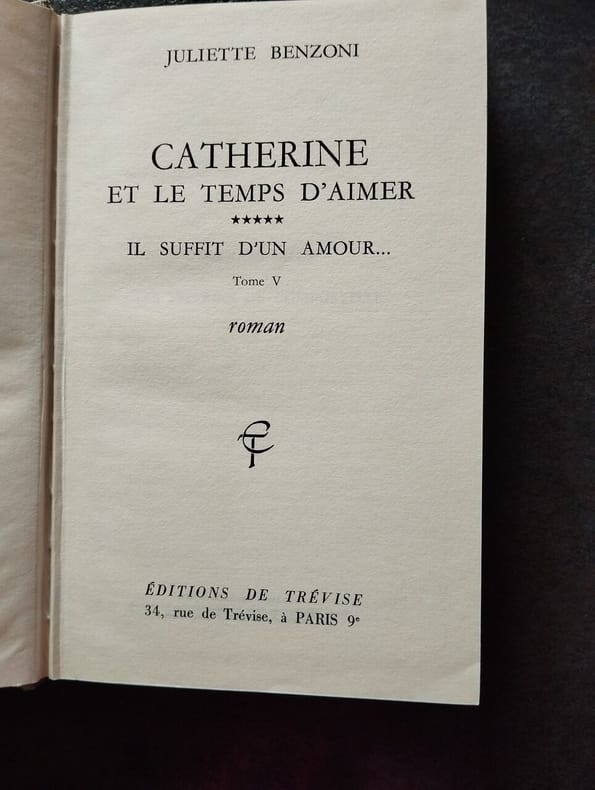 JULIETTE BENZONI
CATHERINE
ET LE TEMPS D'AIMER
★★★★★
IL SUFFIT D'UN AMOUR...
Tome V
roman
ÉDITIONS DE TRÉVISE
34, rue de Trévise, à PARIS 9e